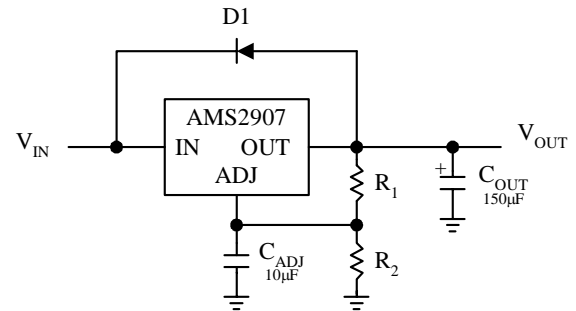 D1
AMS2907
V_IN
IN OUT
V_OUT
ADJ
+
R_1
C_OUT
150μF
C_ADJ
10μF
R_2